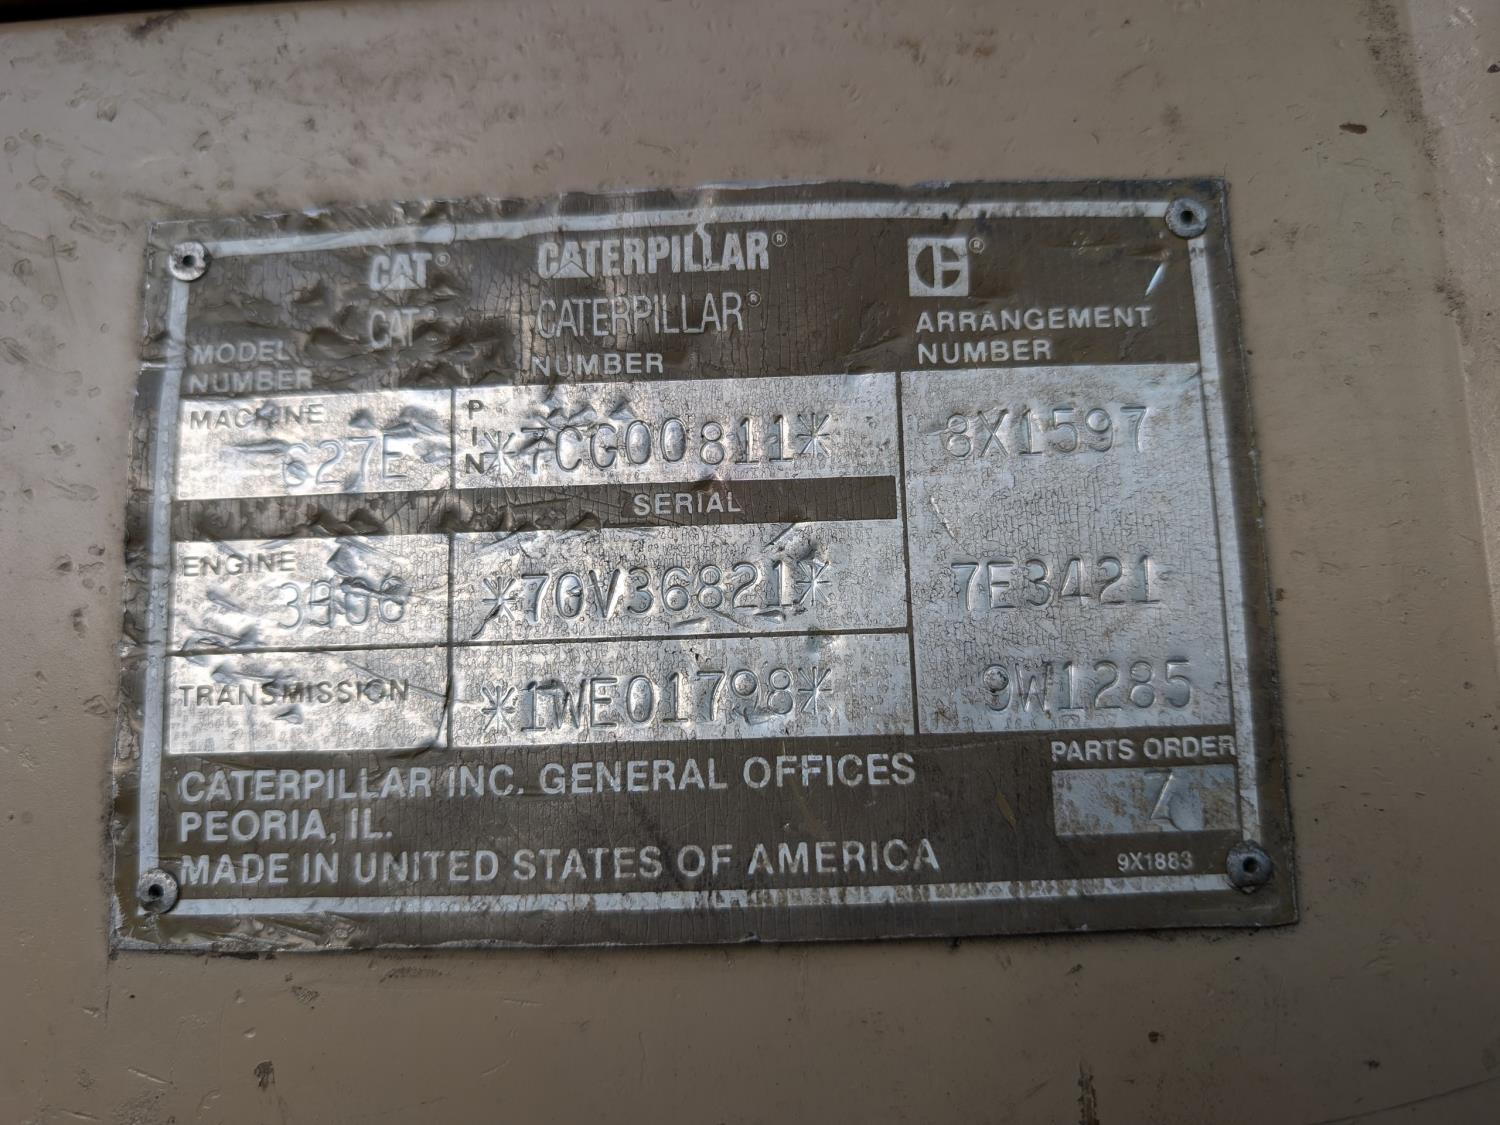 CAT® CATERPILLAR® ®
CAT® CATERPILLAR®
MODEL NUMBER
NUMBER
ARRANGEMENT NUMBER
MACHINE 627E
PIN *7CG00811* 8X1597
SERIAL
ENGINE *70V36821* 7E3421
TRANSMISSION *1WE01798* 9W1285
PARTS ORDER
Z
CATERPILLAR INC. GENERAL OFFICES
PEORIA, IL.
MADE IN UNITED STATES OF AMERICA
9X1883